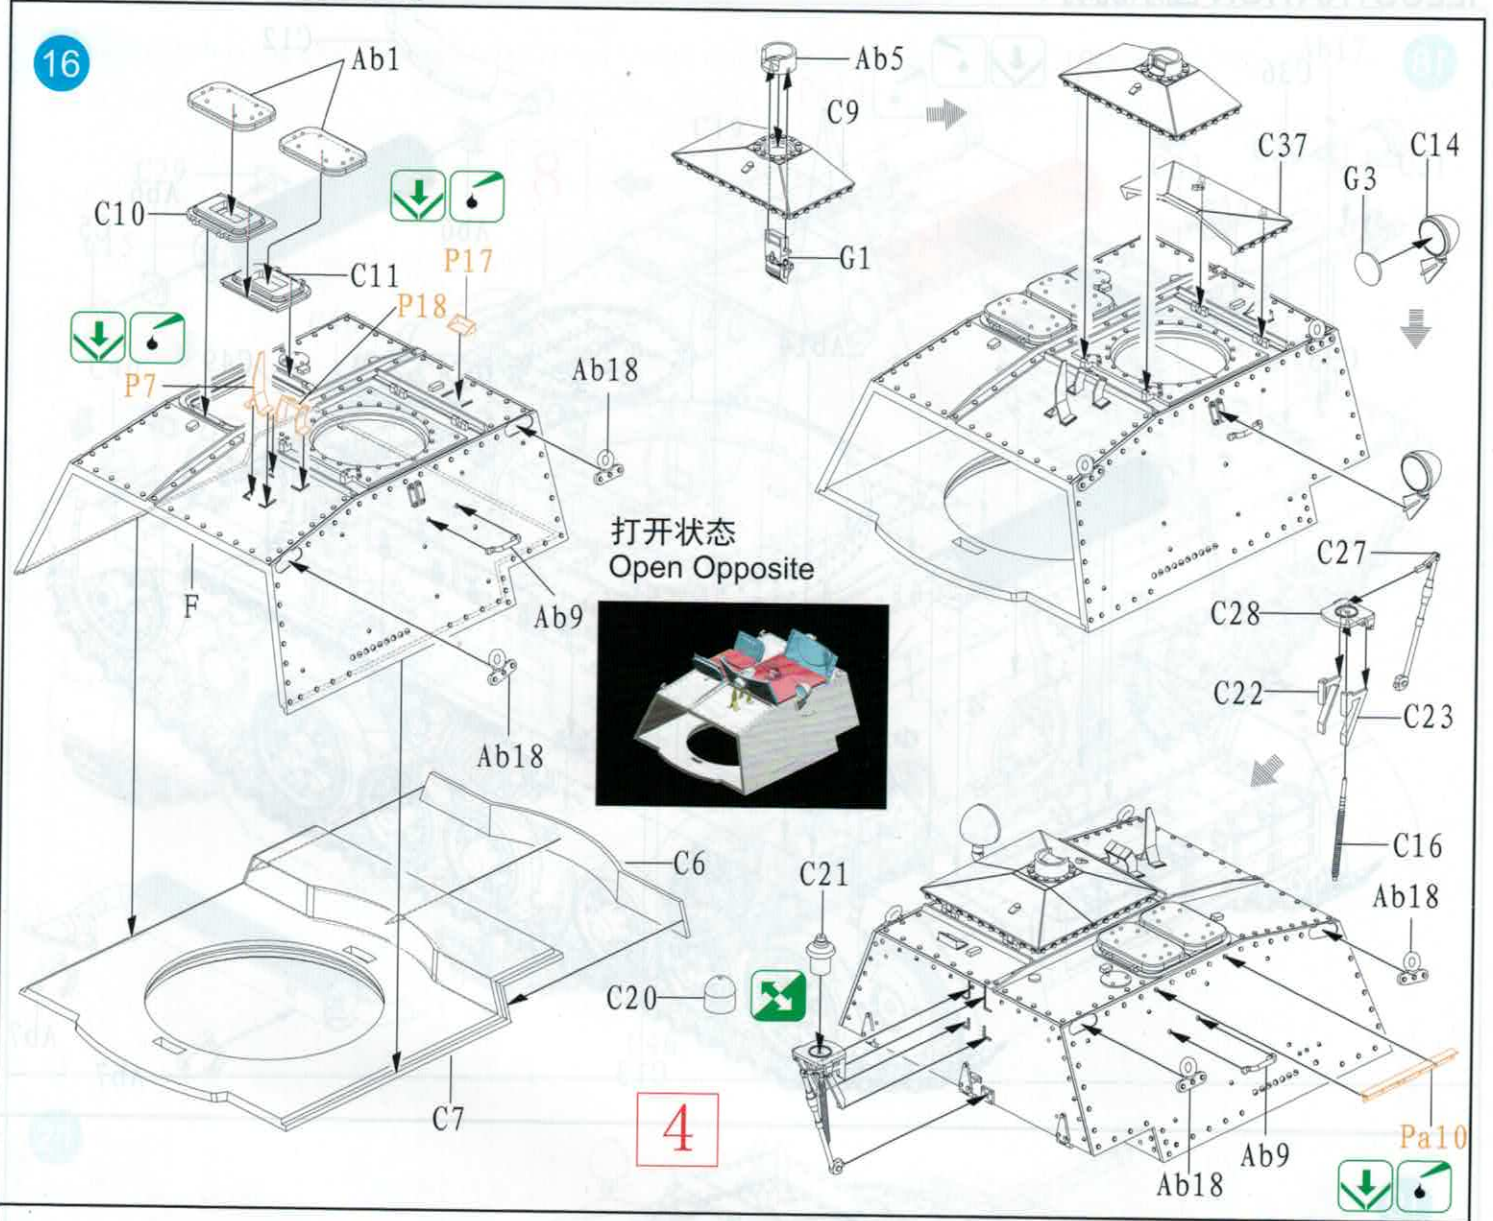 16
Ab1
Ab5
C9
C37
C14
G3
C10
P17
G1
C11
P18
P7
Ab18
打开状态
Open Opposite
C27
F
Ab9
C28
C22
C23
Ab18
C6
C21
C16
Ab18
C20
C7
4
Pa10
Ab9
Ab18